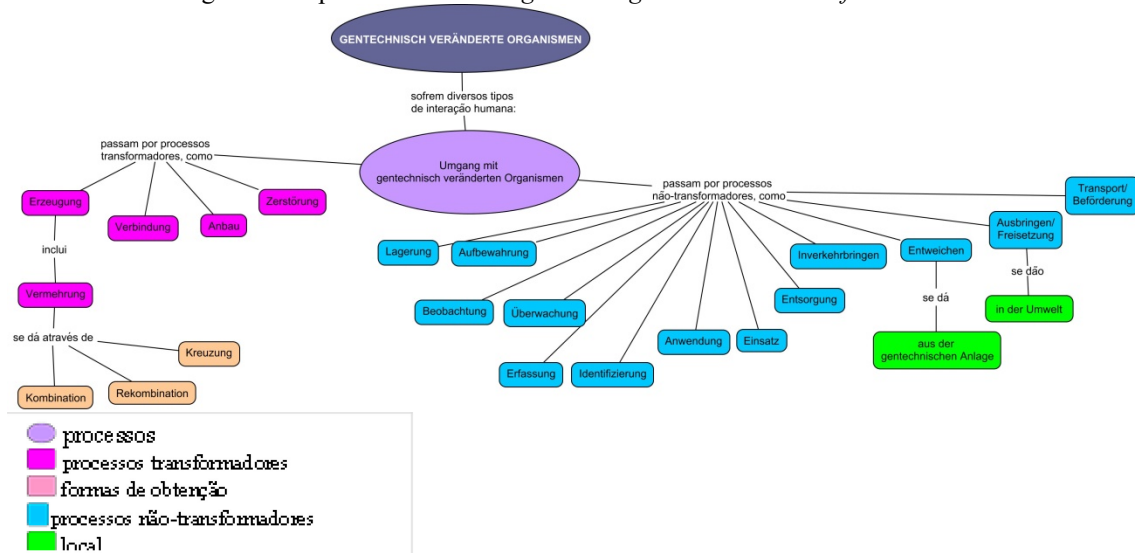 GENTECHNISCH VERÄNDERTE ORGANISMEN
sofrem diversos tipos
de interação humana:
Umgang mit
gentechnisch veränderten Organismen
passam por processos
transformadores, como
Erzeugung
Verbindung
Anbau
Zerstörung
inclui
Vermehrung
se dá através de
Kreuzung
Kombination
Rekombination
passam por processos
não-transformadores, como
Transport/
Beförderung
Ausbringen/
Freisetzung
Lagerung
Aufbewahrung
Inverkehrbringen
Entweichen
se dão
Beobachtung
Überwachung
Entsorgung
se dá
in der Umwelt
Anwendung
Einsatz
aus der
gentechnischen Anlage
Erfassung
Identifizierung
processos
processos transformadores
formas de obtenção
processos não-transformadores
local